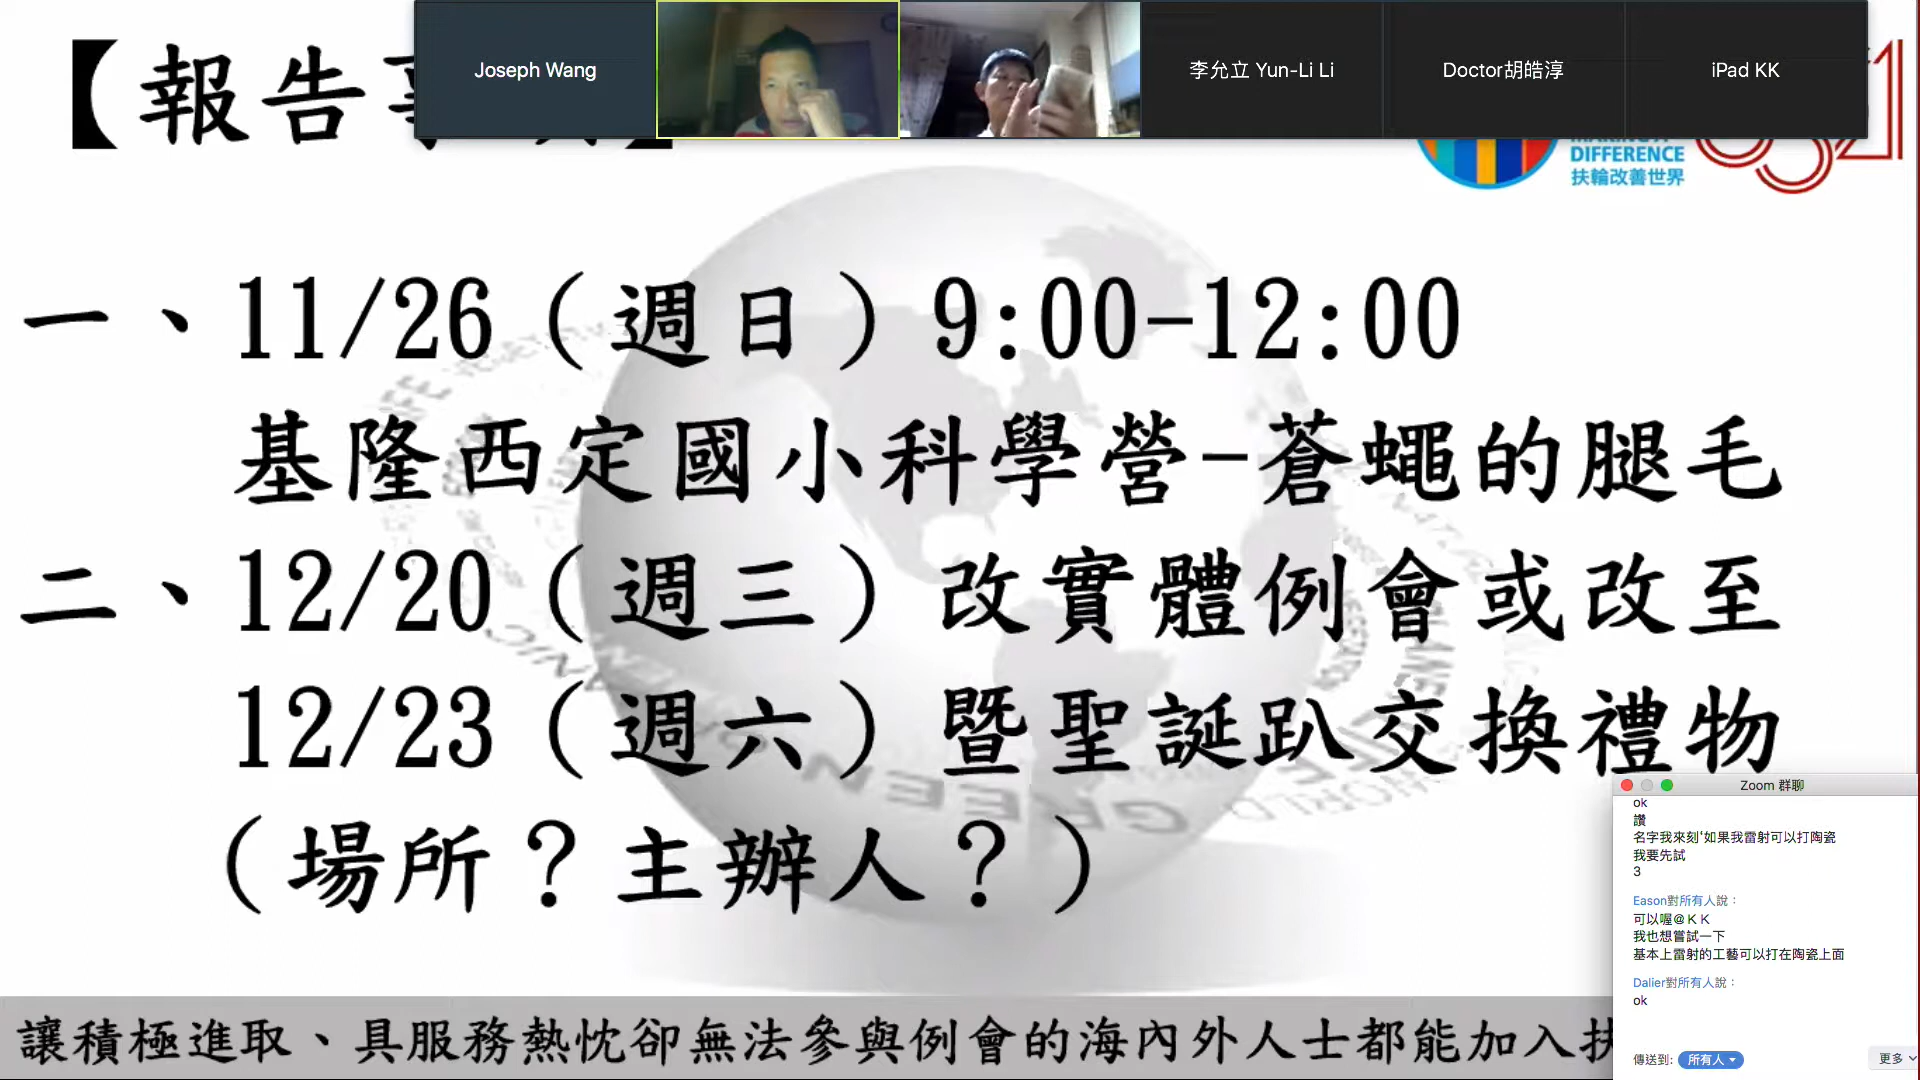 Joseph Wang
李允立 Yun-Li Li
Doctor胡皓淳
iPad KK
【報告
DIFFERENCE
扶輪改善世界
一、11/26（週日）9:00-12:00
基隆西定國小科學營-蒼蠅的腿毛
二、12/20（週三）改實體例會或改至
12/23（週六）暨聖誕趴交換禮物
（場所？主辦人？）
讓積極進取、具服務熱忱卻無法參與例會的海內外人士都能加入扶
Zoom 群聊
ok
讚
名字我來刻‘如果我雷射可以打陶瓷
我要先試
3
Eason對所有人說：
可以喔@ＫＫ
我也想嘗試一下
基本上雷射的工藝可以打在陶瓷上面
Dalier對所有人說：
ok
傳送到: 所有人
更多